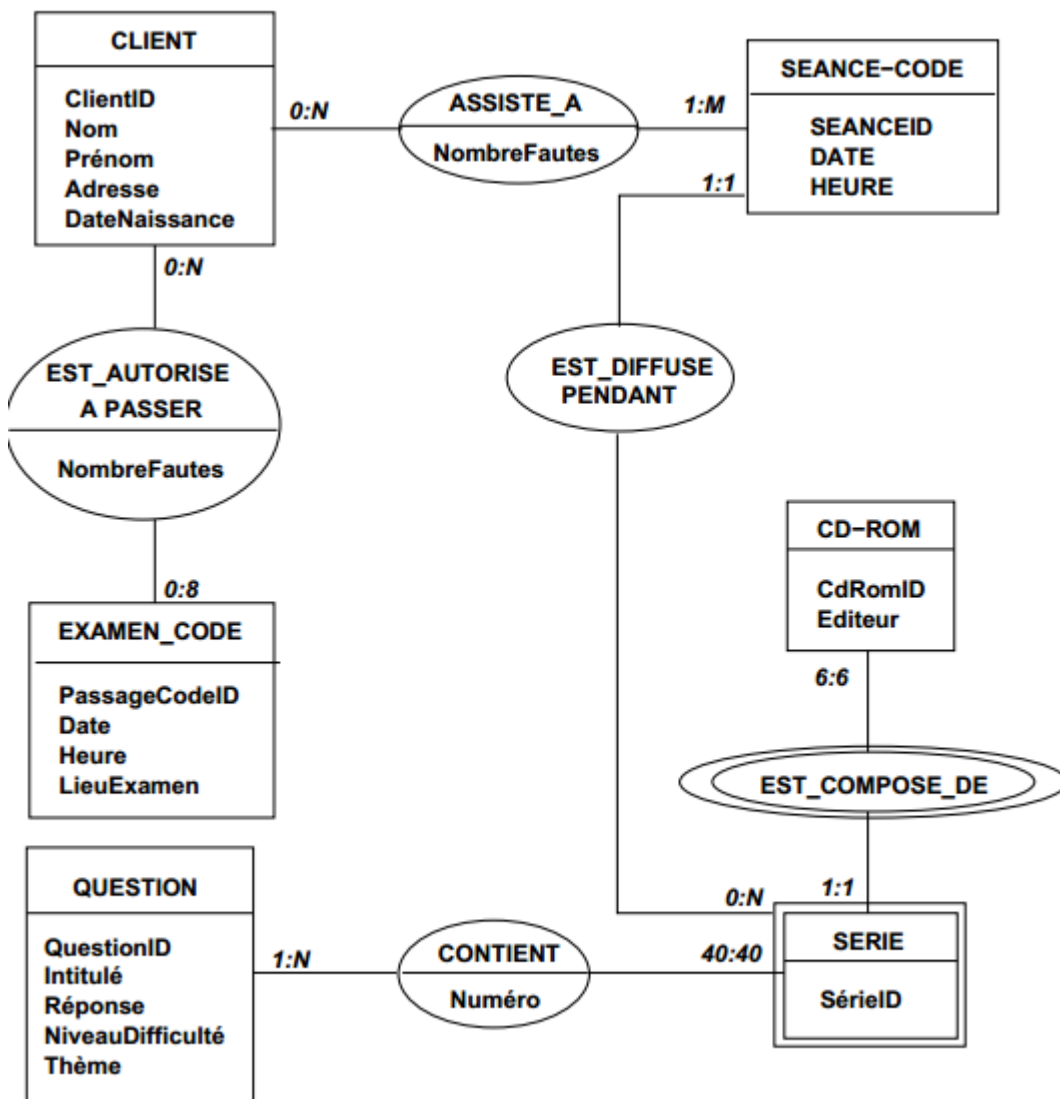 CLIENT
ClientID
Nom
Prénom
Adresse
DateNaissance
0:N
ASSISTE_A
NombreFautes
1:M
SEANCE−CODE
SEANCEID
DATE
HEURE
1:1
0:N
EST_AUTORISE
A PASSER
NombreFautes
0:8
EST_DIFFUSE
PENDANT
EXAMEN_CODE
PassageCodeID
Date
Heure
LieuExamen
CD−ROM
CdRomID
Editeur
6:6
EST_COMPOSE_DE
1:1
0:N
QUESTION
QuestionID
Intitulé
Réponse
NiveauDifficulté
Thème
1:N
CONTIENT
Numéro
40:40
SERIE
SérieID